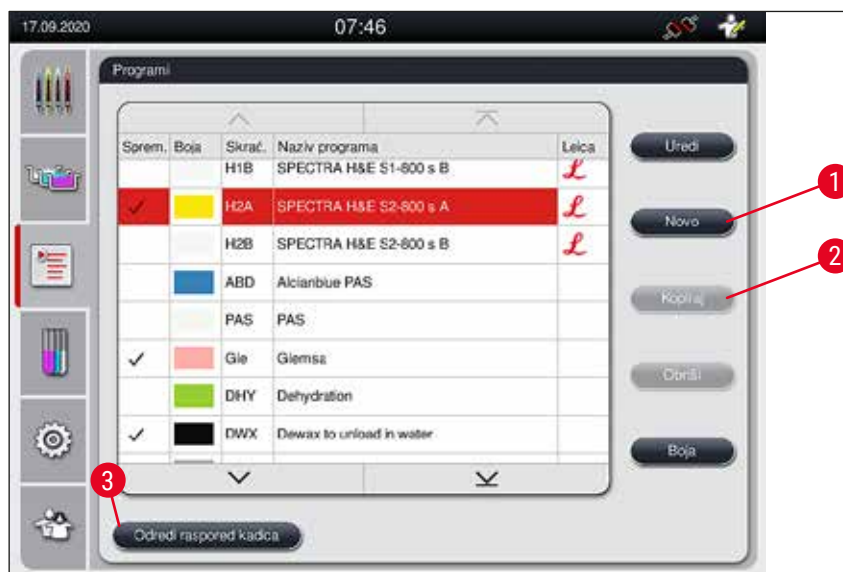 17.09.2020 07:46
Programi
Sprem. Boja Skrać. Naziv programa Leica
H1B SPECTRA H&E S1-600 s B
H2A SPECTRA H&E S2-600 s A
H2B SPECTRA H&E S2-600 s B
ABD Alcianblue PAS
PAS PAS
Gie Giemsa
DHY Dehydration
DWX Dewax to unload in water
Uredi
Novo
1
Kopiraj
2
Obriši
Boja
3
Odredi raspored kadica